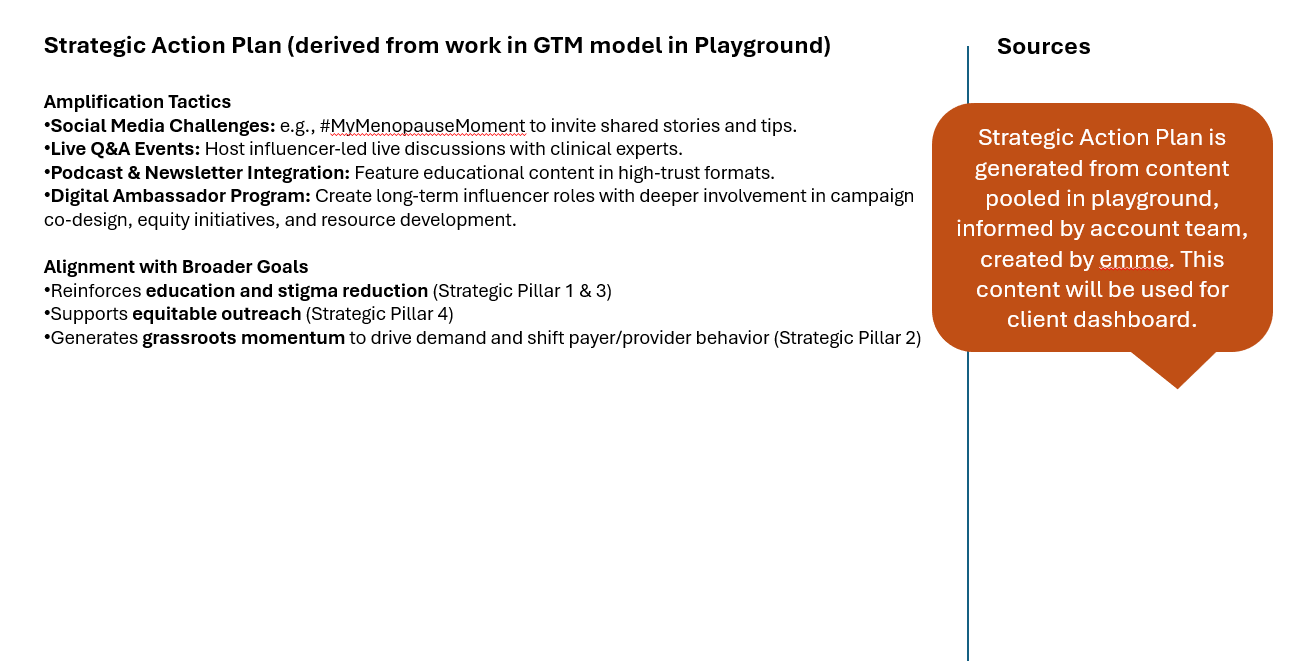 Strategic Action Plan (derived from work in GTM model in Playground)
Amplification Tactics
•Social Media Challenges: e.g., #MyMenopauseMoment to invite shared stories and tips.
•Live Q&A Events: Host influencer-led live discussions with clinical experts.
•Podcast & Newsletter Integration: Feature educational content in high-trust formats.
•Digital Ambassador Program: Create long-term influencer roles with deeper involvement in campaign
co-design, equity initiatives, and resource development.
Alignment with Broader Goals
•Reinforces education and stigma reduction (Strategic Pillar 1 & 3)
•Supports equitable outreach (Strategic Pillar 4)
•Generates grassroots momentum to drive demand and shift payer/provider behavior (Strategic Pillar 2)
Sources
Strategic Action Plan is
generated from content
pooled in playground,
informed by account team,
created by emme. This
content will be used for
client dashboard.